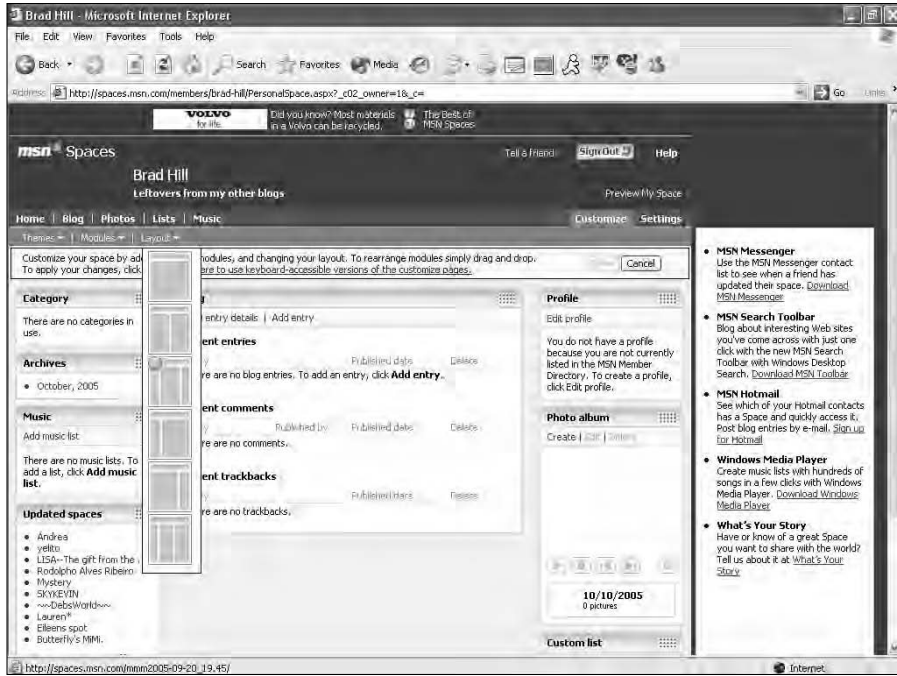 Brad Hill - Microsoft Internet Explorer
File Edit View Favorites Tools Help
Back Search Favorites Media
Address http://spaces.msn.com/members/brad-hill/PersonalSpace.aspx?_c02_owner=1&_c= Go Links
VOLVO
for life
Did you know? Most materials
in a Volvo can be recycled.
The Best of
MSN Spaces
msn Spaces
Tell a friend Sign Out Help
Brad Hill
Leftovers from my other blogs
Preview My Space
Home | Blog | Photos | Lists | Music
Customize Settings
Themes | Modules | Layout
Customize your space by ad odules, and changing your layout. To rearrange modules simply drag and drop.
To apply your changes, click ere to use keyboard-accessible versions of the customize pages.
Cancel
Category
There are no categories in
use.
Archives
October, 2005
Music
Add music list
There are no music lists. To
add a list, click Add music
list.
Updated spaces
Andrea
yelito
LISA--The gift from the
Rodolpho Alves Ribeiro
Mystery
SKYKEVIN
~~DebsWorld~~
Lauren*
Eileens spot
Butterfly's MiMi.
g
entry details | Add entry
ent entries
y Published date Delete
re are no blog entries. To add an entry, click Add entry.
ent comments
y Published by Published date Delete
re are no comments.
ent trackbacks
y Published date Delete
re are no trackbacks.
Profile
Edit profile
You do not have a profile
because you are not currently
listed in the MSN Member
Directory. To create a profile,
click Edit profile.
Photo album
Create | Edit | Delete
10/10/2005
0 pictures
Custom list
MSN Messenger
Use the MSN Messenger contact
list to see when a friend has
updated their space. Download
MSN Messenger
MSN Search Toolbar
Blog about interesting Web sites
you've come across with just one
click with the new MSN Search
Toolbar with Windows Desktop
Search. Download MSN Toolbar
MSN Hotmail
See which of your Hotmail contacts
has a Space and quickly access it.
Post blog entries by e-mail. Sign up
for Hotmail
Windows Media Player
Create music lists with hundreds of
songs in a few clicks with Windows
Media Player. Download Windows
Media Player
What's Your Story
Have or know of a great Space
you want to share with the world?
Tell us about it at What's Your
Story
http://spaces.msn.com/mmm2005-09-20_19.45/
Internet